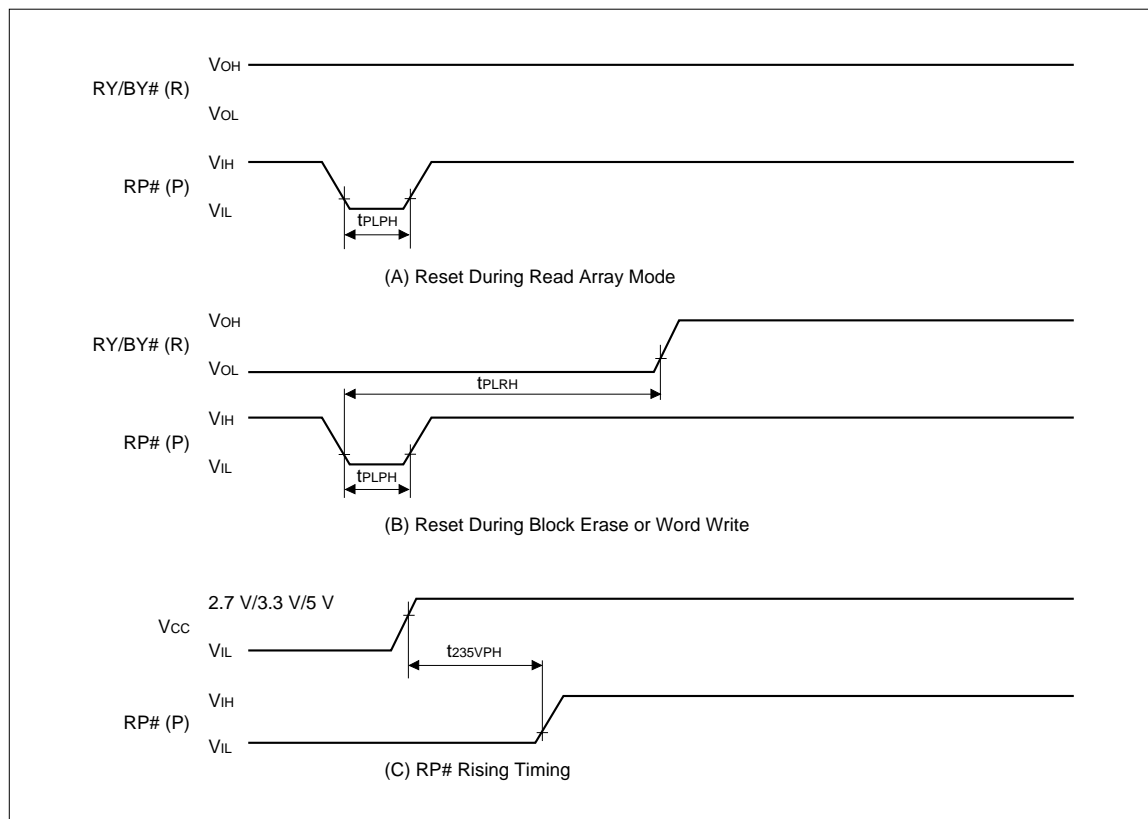 VOH
RY/BY# (R)
VOL
VIH
RP# (P)
VIL
tPLPH
(A) Reset During Read Array Mode
VOH
RY/BY# (R)
VOL
tPLRH
VIH
RP# (P)
VIL
tPLPH
(B) Reset During Block Erase or Word Write
2.7 V/3.3 V/5 V
VCC
VIL
t235VPH
VIH
RP# (P)
VIL
(C) RP# Rising Timing